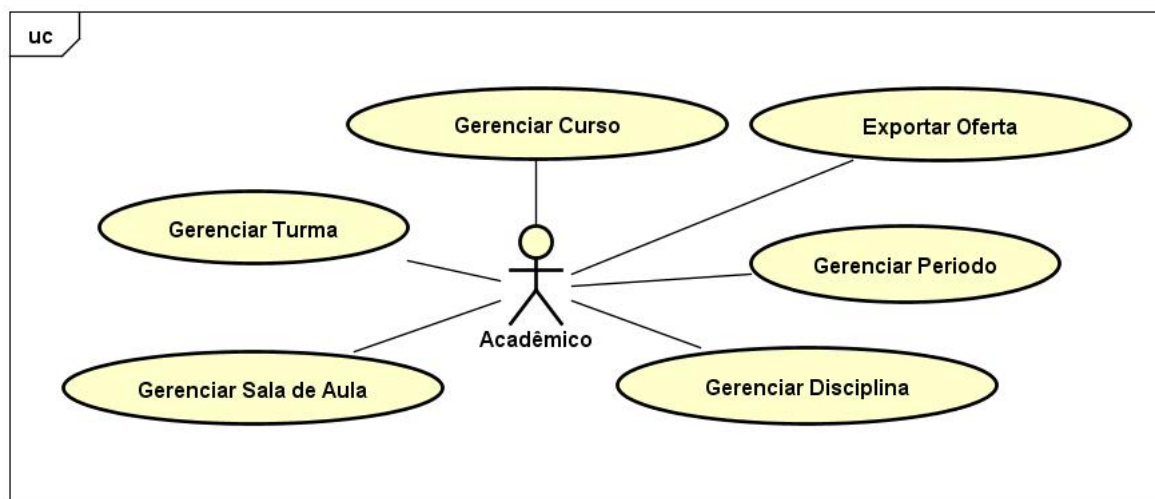 uc
Gerenciar Curso
Exportar Oferta
Gerenciar Turma
Gerenciar Periodo
Acadêmico
Gerenciar Sala de Aula
Gerenciar Disciplina